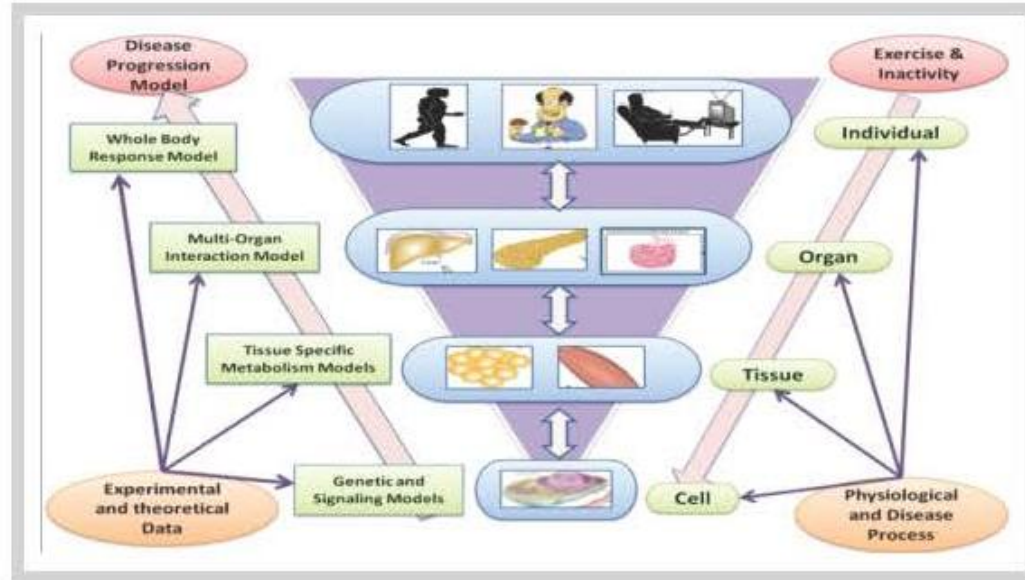 Disease
Progression
Model
Exercise &
Inactivity
Whole Body
Response Model
Individual
Multi-Organ
Interaction Model
Organ
Tissue Specific
Metabolism Models
Tissue
Genetic and
Signaling Models
Cell
Experimental
and theoretical
Data
Physiological
and Disease
Process